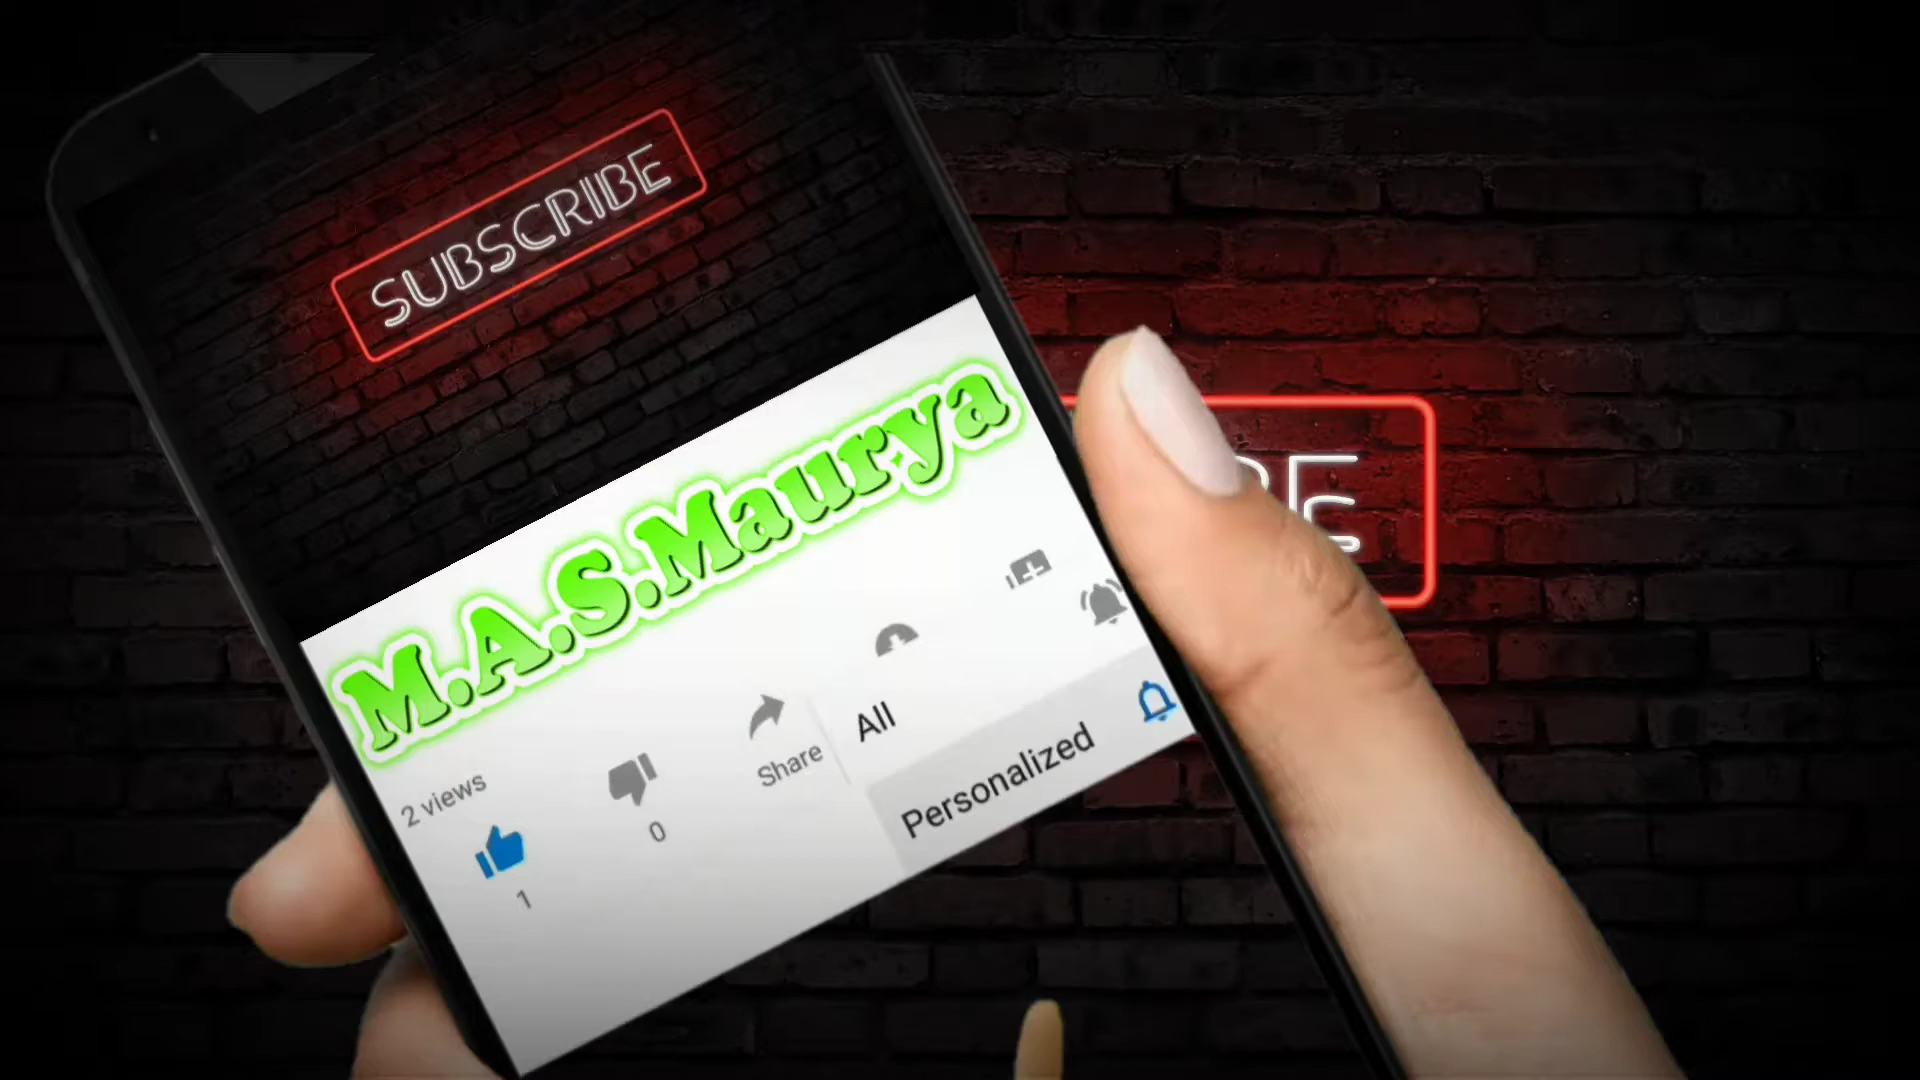 SUBSCRIBE
M.A.S.Maurya
2 views
1
0
Share
All
Personalized